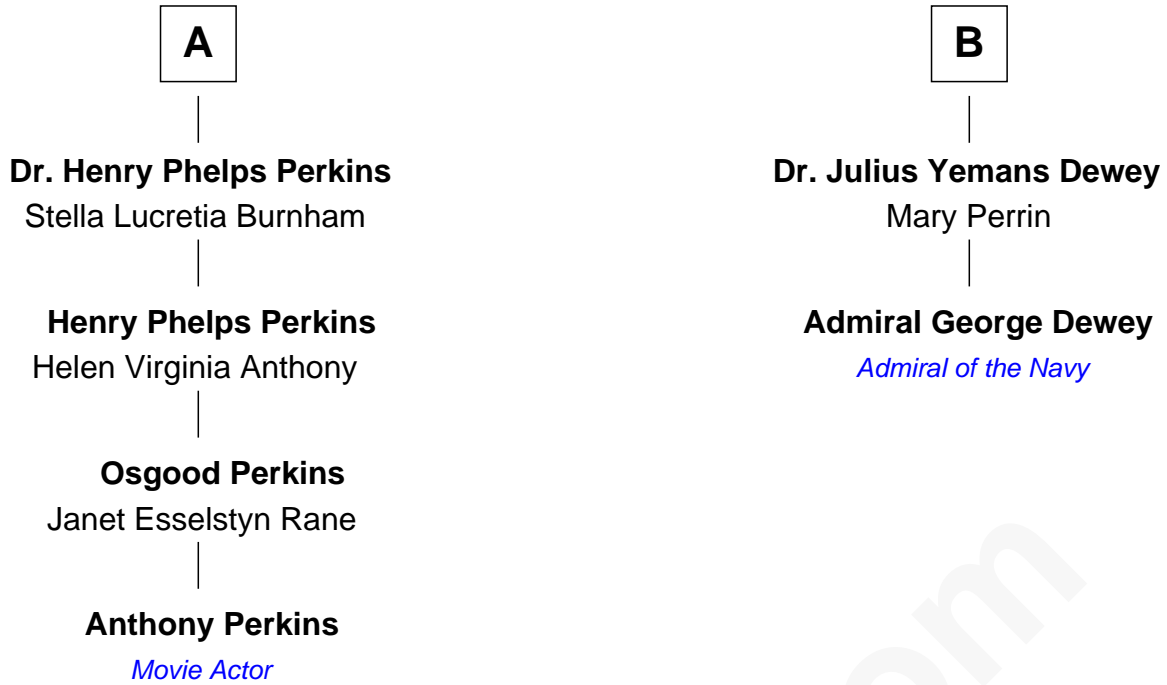 A
Dr. Henry Phelps Perkins
Stella Lucretia Burnham
Henry Phelps Perkins
Helen Virginia Anthony
Osgood Perkins
Janet Esselstyn Rane
Anthony Perkins
Movie Actor
B
Dr. Julius Yemans Dewey
Mary Perrin
Admiral George Dewey
Admiral of the Navy
om